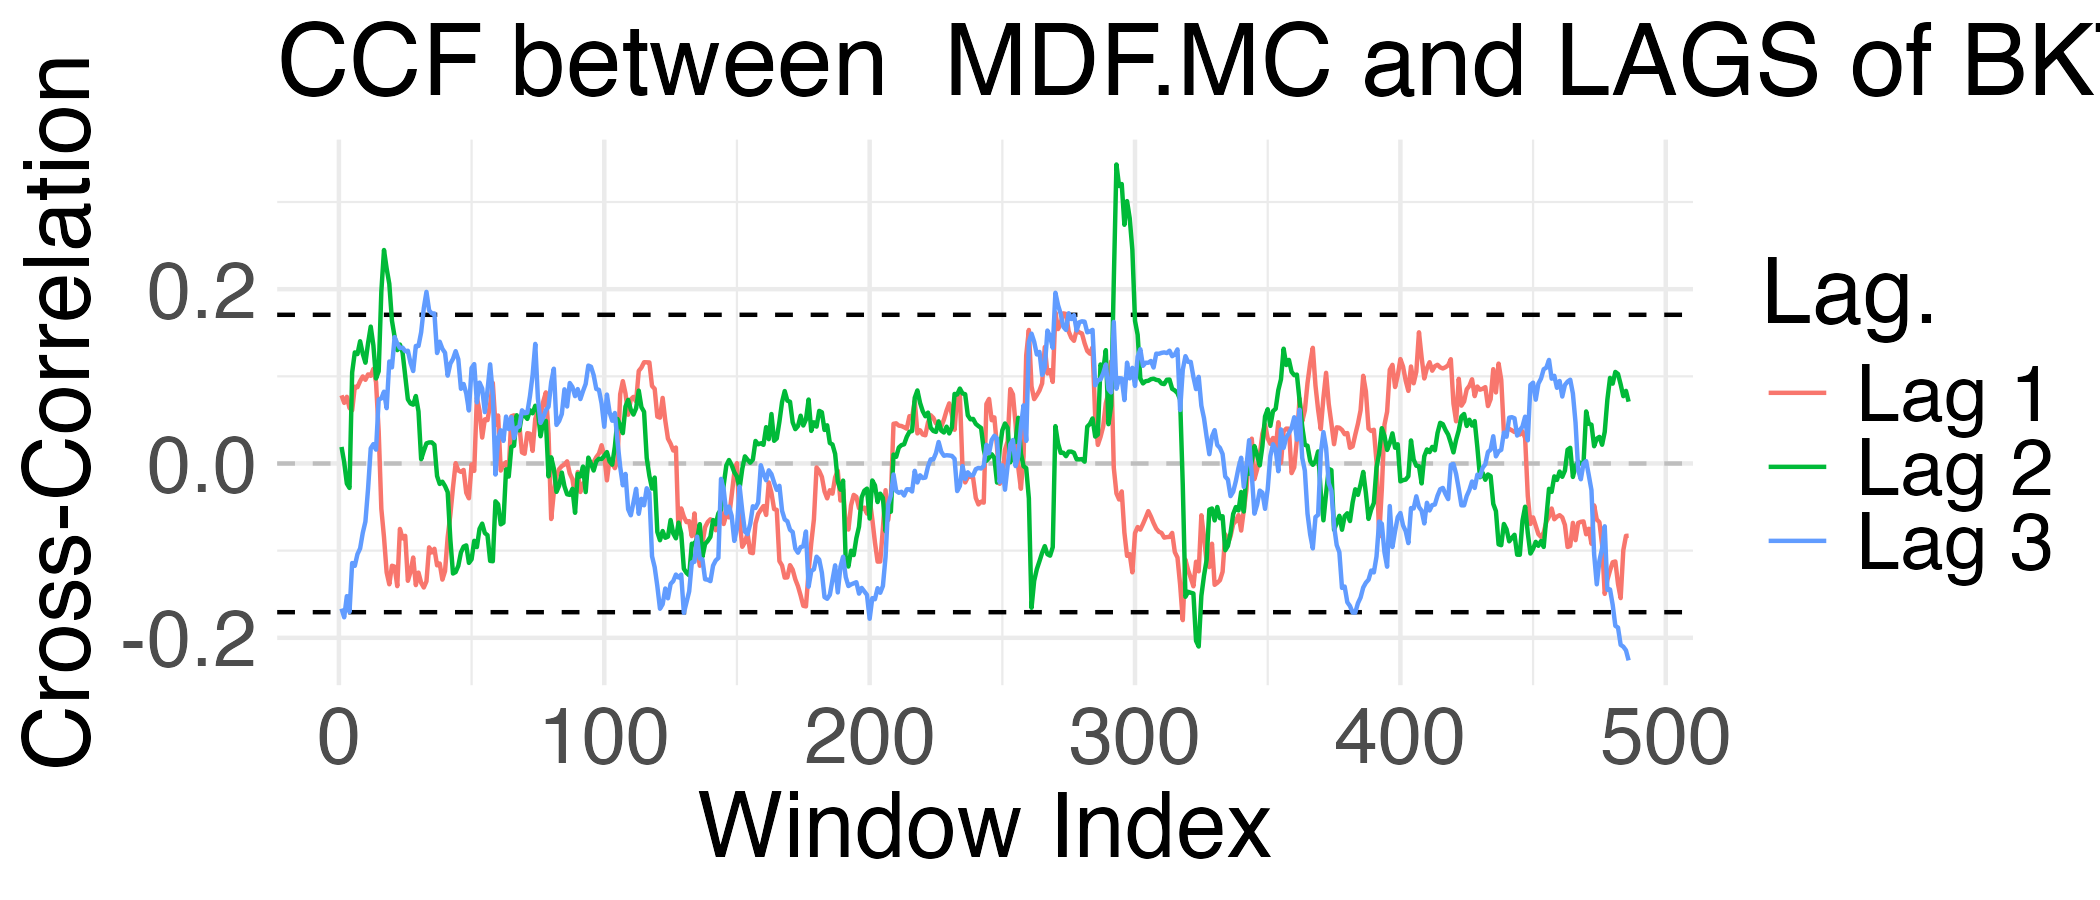 CCF between  MDF.MC and LAGS of BK
Cross-Correlation
0.2
0.0
-0.2
0
100
200
300
400
500
Window Index
Lag.
Lag 1
Lag 2
Lag 3